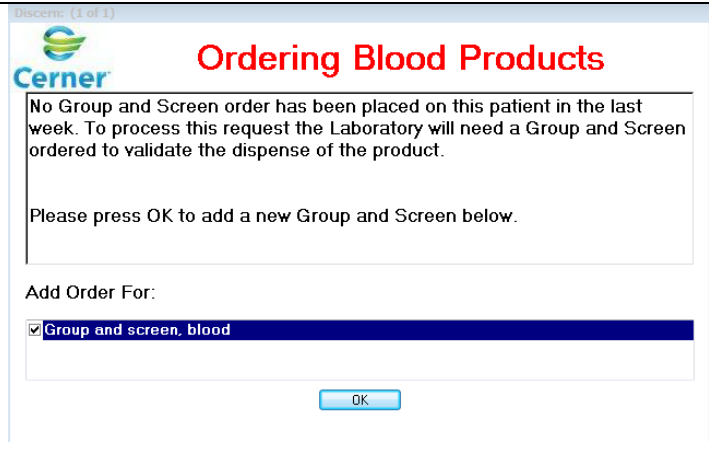 Discern: (1 of 1)
Cerner
Ordering Blood Products
No Group and Screen order has been placed on this patient in the last
week. To process this request the Laboratory will need a Group and Screen
ordered to validate the dispense of the product.
Please press OK to add a new Group and Screen below.
Add Order For:
Group and screen, blood
OK